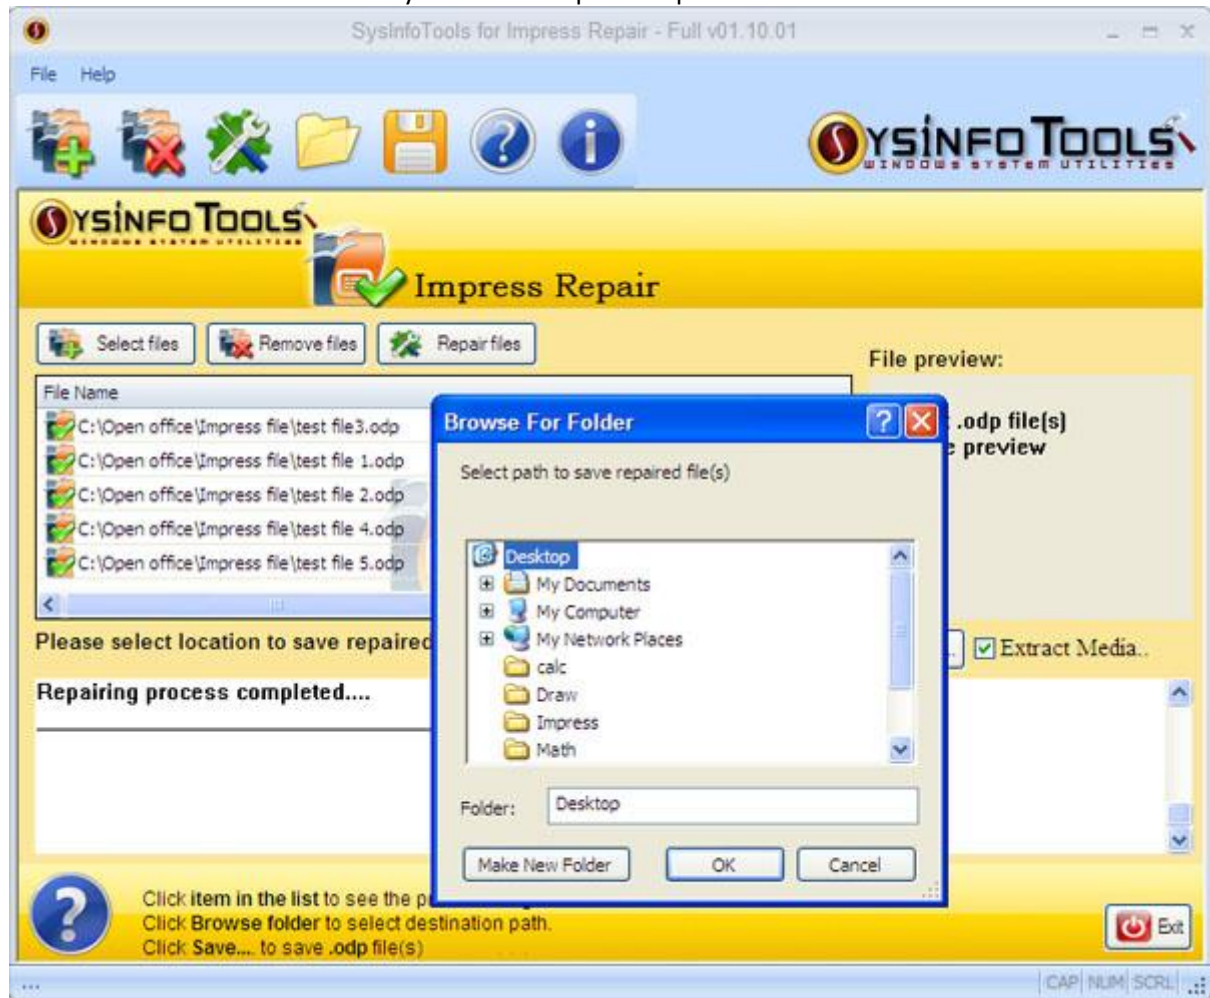 SysInfoTools for Impress Repair - Full v01.10.01
File Help
SYSINFO TOOLS
WINDOWS SYSTEM UTILITIES
SYSINFO TOOLS
WINDOWS SYSTEM UTILITIES
Impress Repair
Select files Remove files Repair files
File preview:
File Name
C:\Open office\Impress file\test file3.odp
C:\Open office\Impress file\test file 1.odp
C:\Open office\Impress file\test file 2.odp
C:\Open office\Impress file\test file 4.odp
C:\Open office\Impress file\test file 5.odp
.odp file(s)
preview
Browse For Folder
Select path to save repaired file(s)
Desktop
My Documents
My Computer
My Network Places
calc
Draw
Impress
Math
Folder: Desktop
Make New Folder OK Cancel
Please select location to save repaired
Extract Media..
Repairing process completed....
Click item in the list to see the
Click Browse folder to select destination path.
Click Save.... to save .odp file(s)
Exit
... CAP NUM SCRL